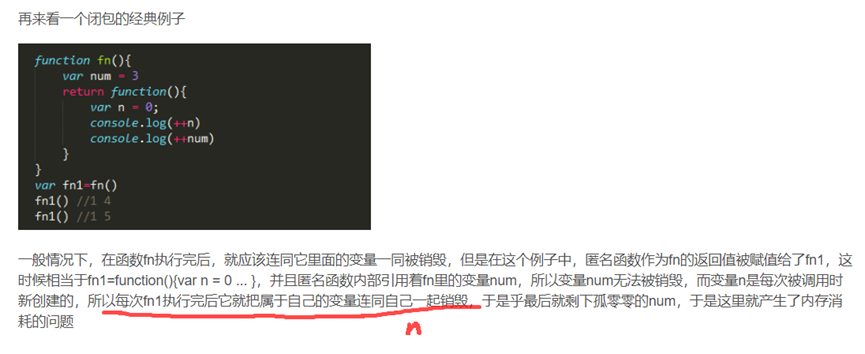 再来看一个闭包的经典例子
function fn(){
var num = 3
return function(){
var n = 0;
console.log(++n)
console.log(++num)
}
}
var fn1=fn()
fn1() //1 4
fn1() //1 5
一般情况下，在函数fn执行完后，就应该连同它里面的变量一同被销毁，但是在这个例子中，匿名函数作为fn的返回值被赋值给了fn1，这
时候相当于fn1=function(){var n = 0 ... }，并且匿名函数内部引用着fn里的变量num，所以变量num无法被销毁，而变量n是每次被调用时
新创建的，所以每次fn1执行完后它就把属于自己的变量连同自己一起销毁，于是乎最后就剩下孤零零的num，于是这里就产生了内存消
耗的问题
n